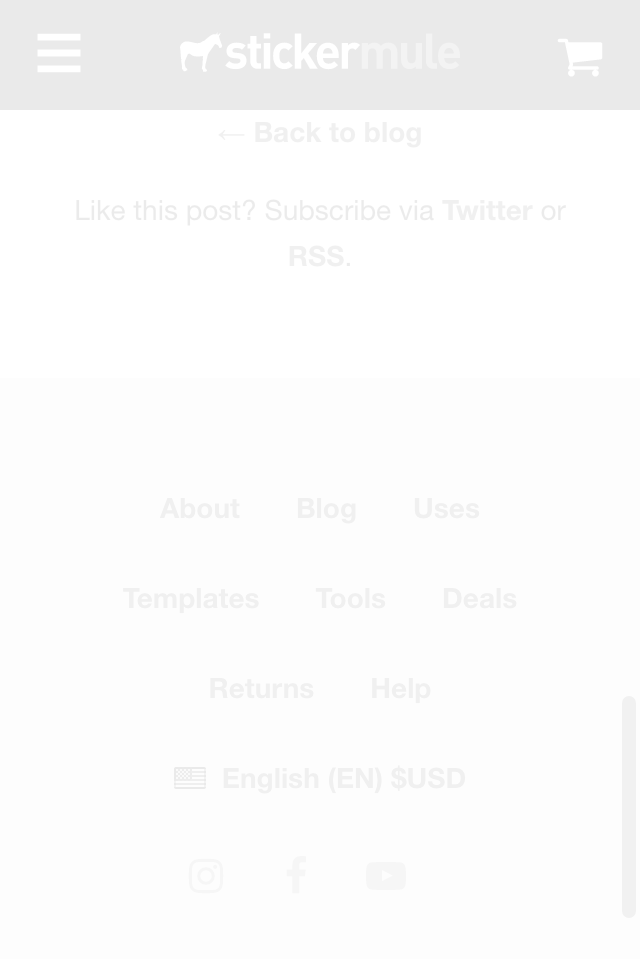 stickermule
← Back to blog
Like this post? Subscribe via Twitter or
RSS.
About Blog Uses
Templates Tools Deals
Returns Help
English (EN) $USD